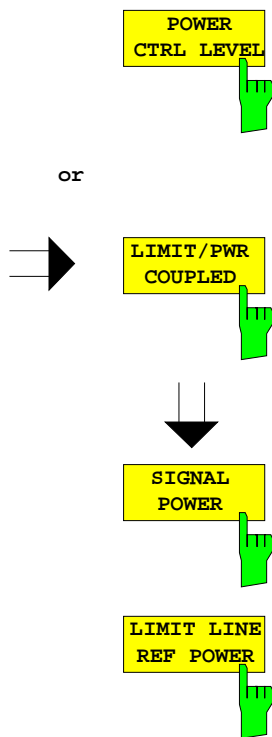 POWER
CTRL LEVEL
or
LIMIT/PWR
COUPLED
SIGNAL
POWER
LIMIT LINE
REF POWER